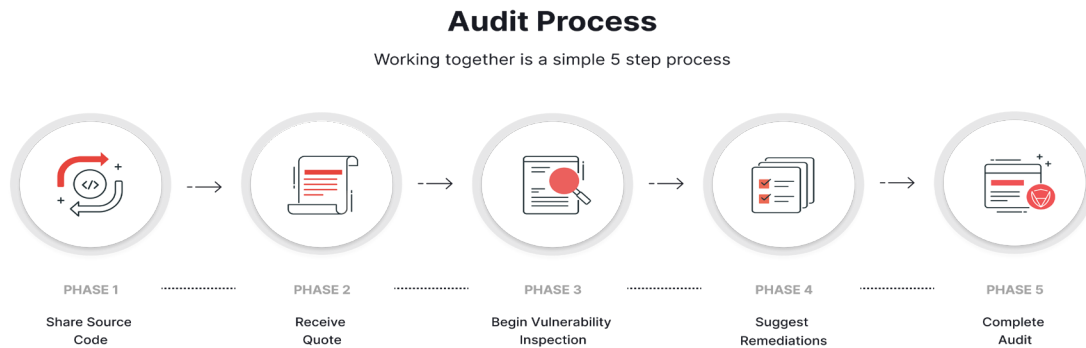 Audit Process
Working together is a simple 5 step process
</>
PHASE 1
PHASE 2
PHASE 3
PHASE 4
PHASE 5
Share Source
Code
Receive
Quote
Begin Vulnerability
Inspection
Suggest
Remediations
Complete
Audit